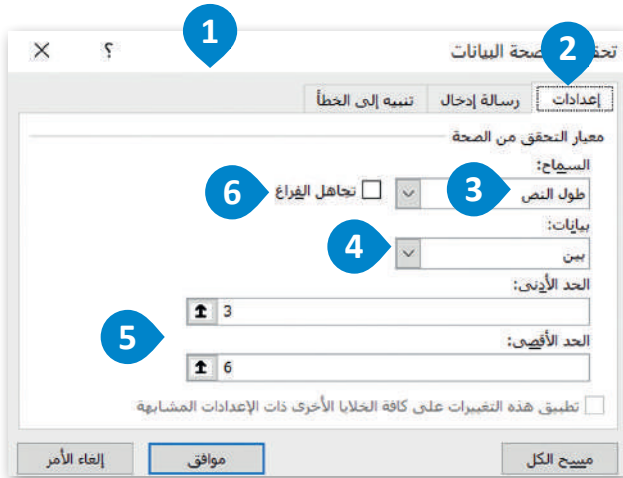 1
2
صحة البيانات
؟
×
إعدادات
رسالة إدخال
تنبيه إلى الخطأ
معيار التحقق من الصحة
السماح:
طول النص
3
تجاهل الفراغ
6
بيانات:
بين
4
الحد الأدنى:
3
الحد الأقصى:
5
6
تطبيق هذه التغييرات على كافة الخلايا الأخرى ذات الإعدادات المشابهة
مسح الكل
موافق
إلغاء الأمر